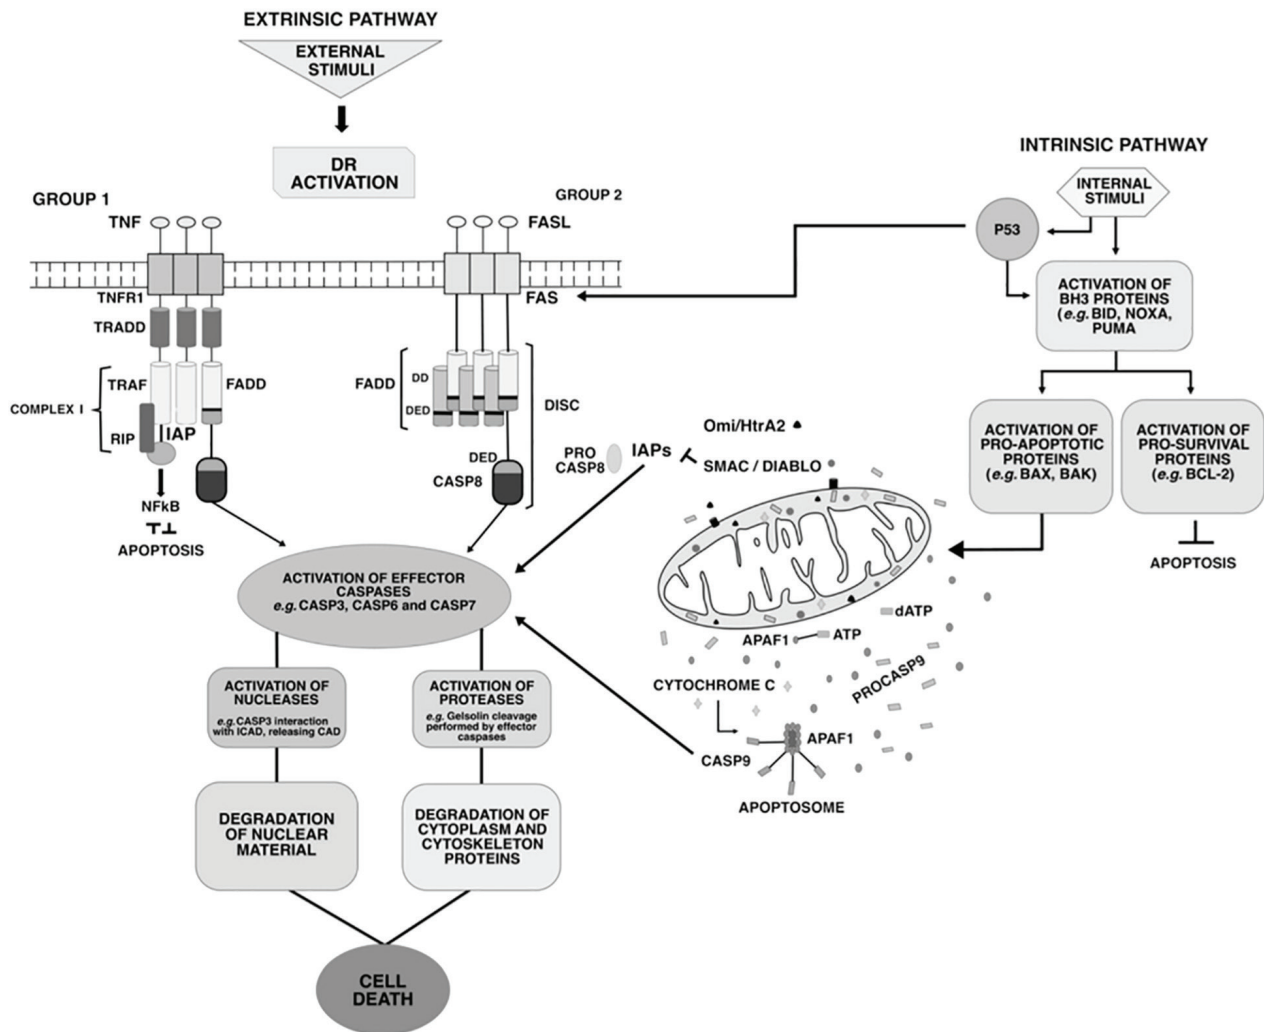 EXTRINSIC PATHWAY
EXTERNAL
STIMULI
DR
ACTIVATION
GROUP 1
TNF
GROUP 2
FASL
TNFR1
FAS
TRADD
TRAF
FADD
COMPLEX I
RIP
IAP
NFkB
APOPTOSIS
FADD
DD
DED
DISC
DED
CASP8
PRO
CASP8
IAPs
Omi/HtrA2
SMAC / DIABLO
INTRINSIC PATHWAY
INTERNAL
STIMULI
P53
ACTIVATION OF
BH3 PROTEINS
(e.g. BID, NOXA,
PUMA
ACTIVATION OF
PRO-APOPTOTIC
PROTEINS
(e.g. BAX, BAK)
ACTIVATION OF
PRO-SURVIVAL
PROTEINS
(e.g. BCL-2)
APOPTOSIS
dATP
APAF1
ATP
PROCASP9
CYTOCHROME C
APAF1
CASP9
APOPTOSOME
ACTIVATION OF EFFECTOR
CASPASES
e.g. CASP3, CASP6 and CASP7
ACTIVATION OF
NUCLEASES
e.g. CASP3 interaction
with ICAD, releasing CAD
ACTIVATION OF
PROTEASES
e.g. Gelsolin cleavage
performed by effector
caspases
DEGRADATION
OF NUCLEAR
MATERIAL
DEGRADATION OF
CYTOPLASM AND
CYTOSKELETON
PROTEINS
CELL
DEATH